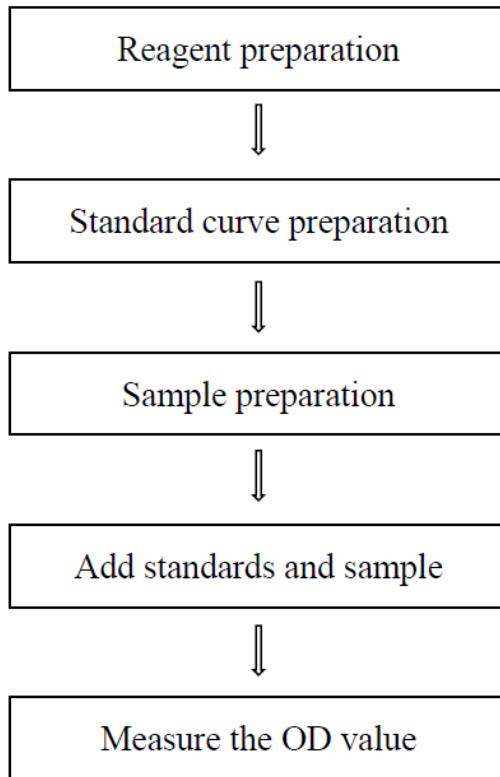 Reagent preparation
Standard curve preparation
Sample preparation
Add standards and sample
Measure the OD value